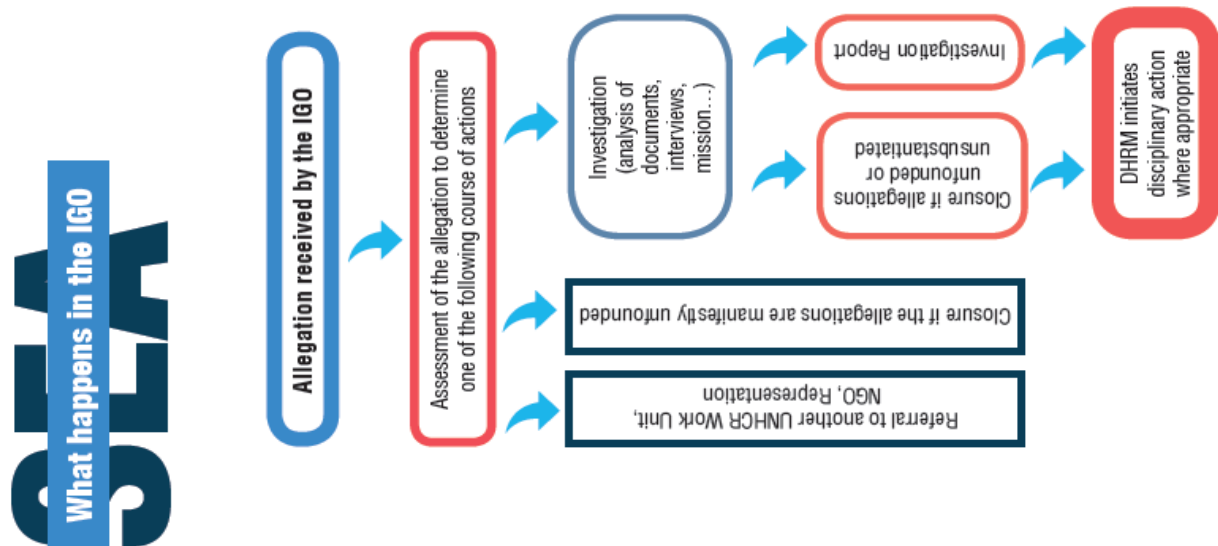 SEA
What happens in the IGO
Allegation received by the IGO
Assessment of the allegation to determine
one of the following course of actions
Referral to another UNHCR Work Unit,
NGO, Representation
Closure if the allegations are manifestly unfounded
Investigation
(analysis of
documents,
interviews,
mission…)
Closure if allegations
unfounded or
unsubstantiated
Investigation Report
DHRM initiates
disciplinary action
where appropriate